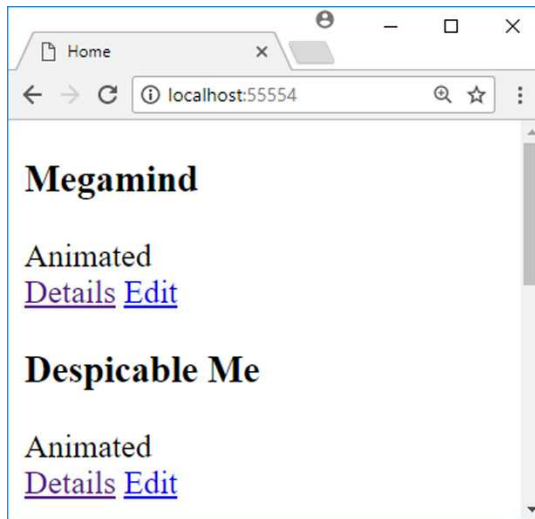 Home
localhost:55554
Megamind
Animated
Details Edit
Despicable Me
Animated
Details Edit